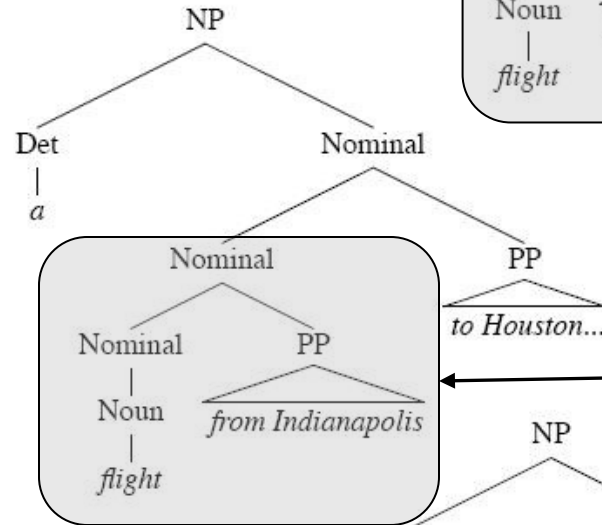 NP
Noun
flight
Det
Nominal
a
Nominal
PP
to Houston...
Nominal
PP
Noun
from Indianapolis
NP
flight